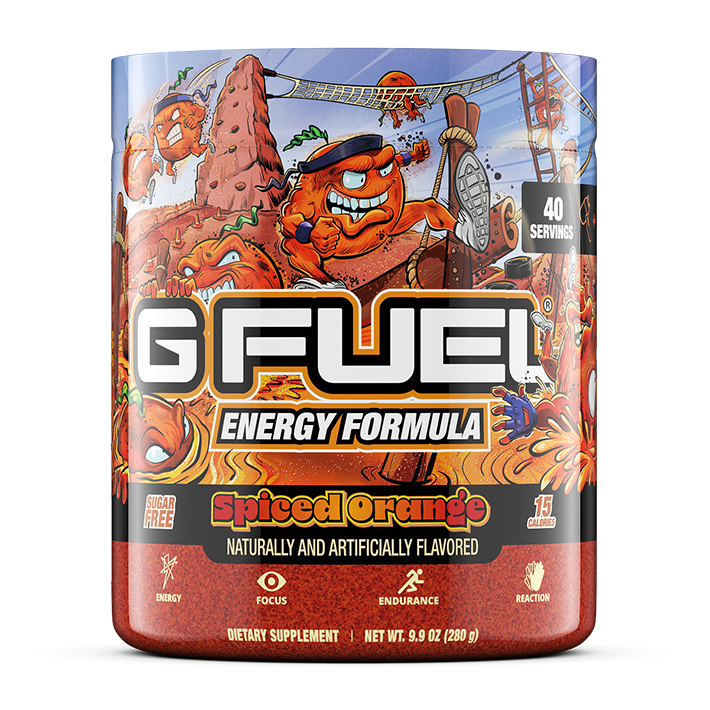 40
SERVINGS
G FUEL®
ENERGY FORMULA
SUGAR
FREE
Spiced Orange
15
CALORIES
NATURALLY AND ARTIFICIALLY FLAVORED
ENERGY
FOCUS
ENDURANCE
REACTION
DIETARY SUPPLEMENT | NET WT. 9.9 OZ (280 g)